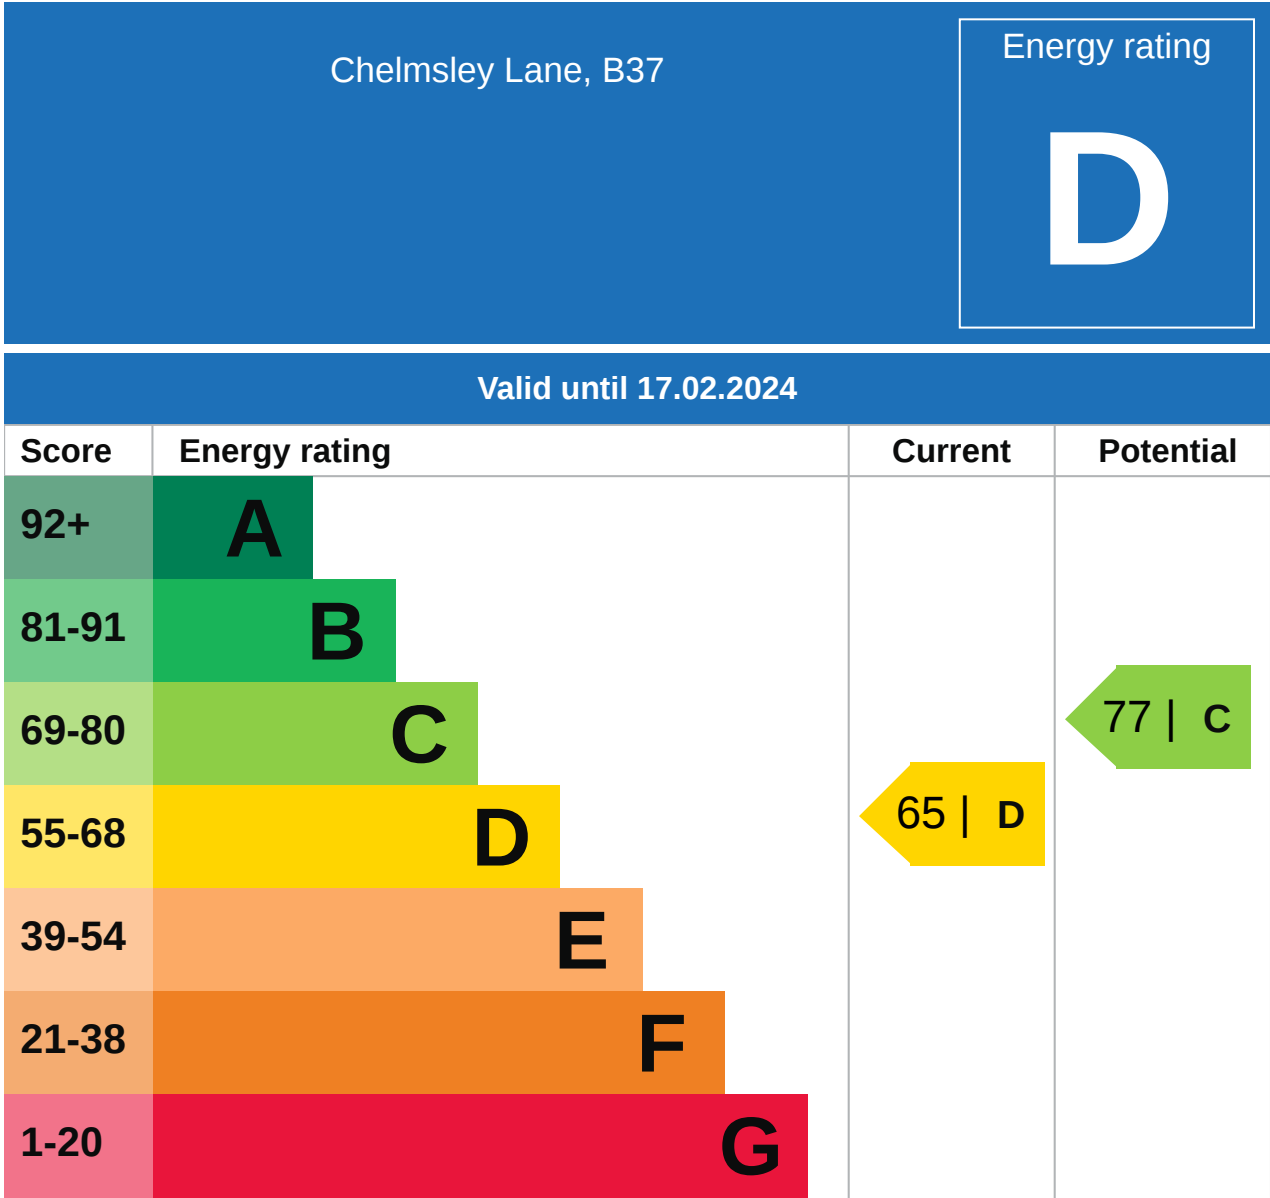 Chelmsley Lane, B37
Energy rating
D
Valid until 17.02.2024
Score Energy rating Current Potential
92+ A
81-91 B
69-80 C
77 | C
55-68 D
65 | D
39-54 E
21-38 F
1-20 G